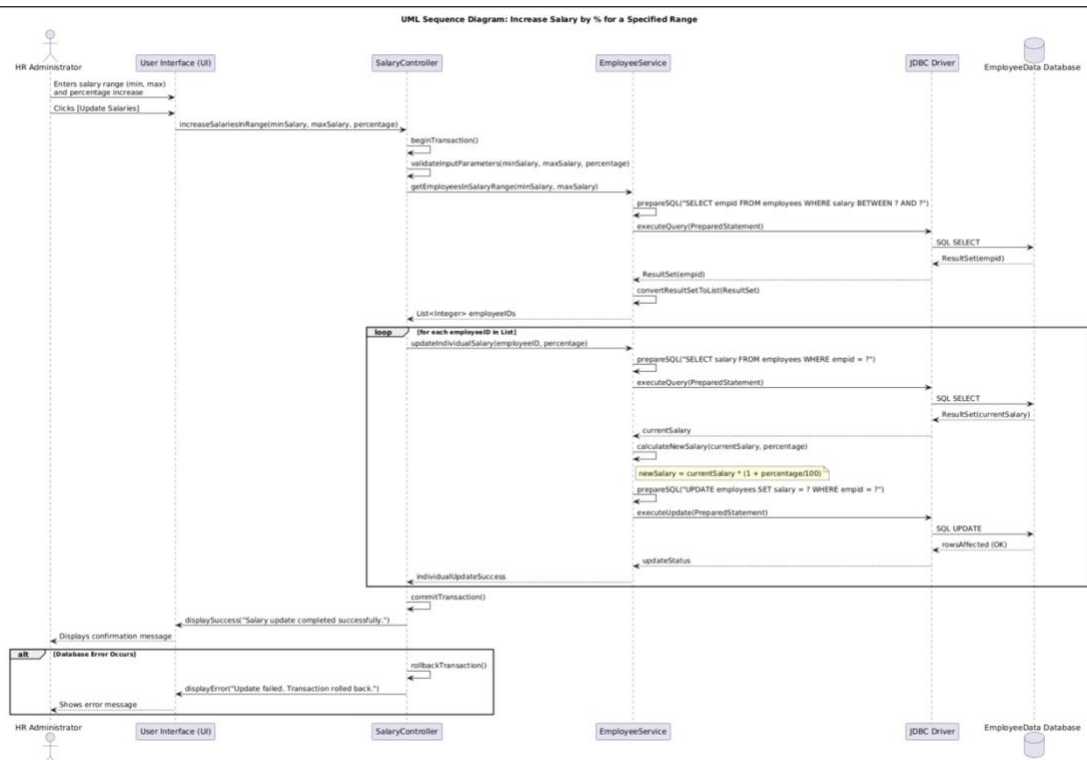 UML Sequence Diagram: Increase Salary by % for a Specified Range
HR Administrator
User Interface (UI)
SalaryController
EmployeeService
JDBC Driver
EmployeeData Database
Enters salary range (min, max)
and percentage increase
Clicks [Update Salaries]
increaseSalariesInRange(minSalary, maxSalary, percentage)
beginTransaction()
validateInputParameters(minSalary, maxSalary, percentage)
getEmployeesInSalaryRange(minSalary, maxSalary)
prepareSQL("SELECT empid FROM employees WHERE salary BETWEEN ? AND ?")
executeQuery(PreparedStatement)
SQL SELECT
ResultSet(empid)
ResultSet(empid)
convertResultSetToList(ResultSet)
List<Integer> employeeIDs
loop [for each employeeID in List]
updateIndividualSalary(employeeID, percentage)
prepareSQL("SELECT salary FROM employees WHERE empid = ?")
executeQuery(PreparedStatement)
SQL SELECT
ResultSet(currentSalary)
currentSalary
calculateNewSalary(currentSalary, percentage)
newSalary = currentSalary * (1 + percentage/100)
prepareSQL("UPDATE employees SET salary = ? WHERE empid = ?")
executeUpdate(PreparedStatement)
SQL UPDATE
rowsAffected (OK)
updateStatus
individualUpdateSuccess
commitTransaction()
displaySuccess("Salary update completed successfully.")
Displays confirmation message
alt [Database Error Occurs]
rollbackTransaction()
displayError("Update failed. Transaction rolled back.")
Shows error message
HR Administrator
User Interface (UI)
SalaryController
EmployeeService
JDBC Driver
EmployeeData Database